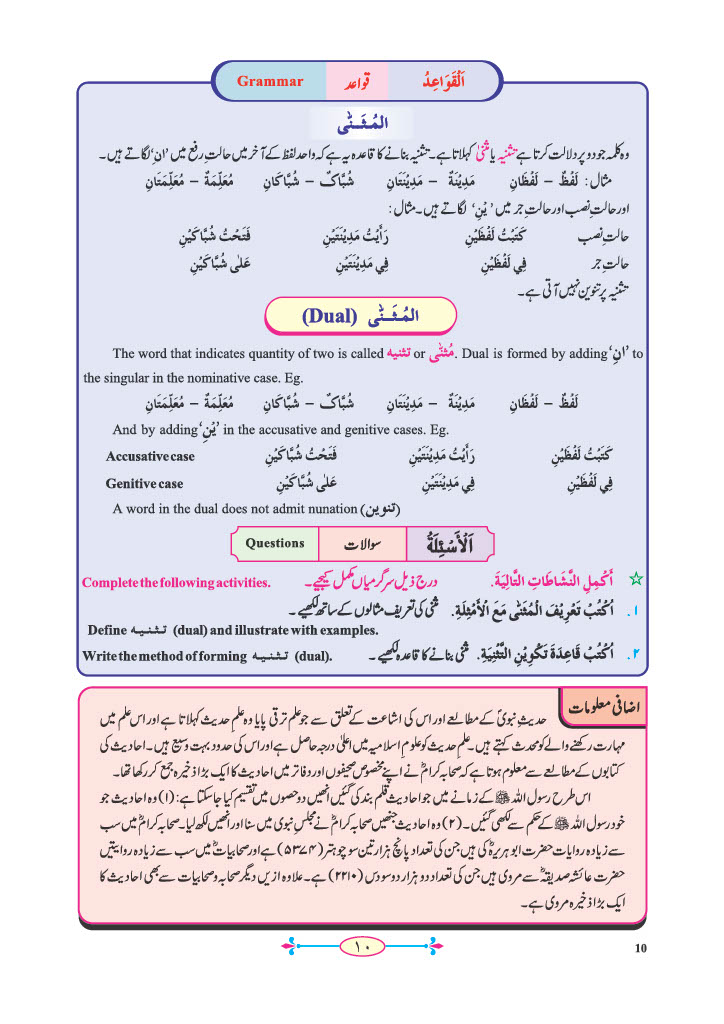 اَلْقَوَاعِدُ قواعد Grammar
المُثَنّٰى
وہ کلمہ جو دو پر دلالت کرتا ہے تثنیہ یا مثنّٰی کہلاتا ہے۔ تثنیہ بنانے کا قاعدہ یہ ہے کہ واحد لفظ کے آخر میں حالتِ رفع میں ’انِ‘ لگاتے ہیں۔
مثال: لَفْظٌ – لَفْظَانِ مَدِيْنَةٌ – مَدِيْنَتَانِ شُبَّاكٌ – شُبَّاكَانِ مُعَلِّمَةٌ – مُعَلِّمَتَانِ
اور حالتِ نصب اور حالتِ جر میں ’يْنِ‘ لگاتے ہیں۔ مثال:
حالتِ نصب كَتَبْتُ لَفْظَيْنِ رَأَيْتُ مَدِيْنَتَيْنِ فَتَحْتُ شُبَّاكَيْنِ
حالتِ جر فِي لَفْظَيْنِ فِي مَدِيْنَتَيْنِ عَلٰى شُبَّاكَيْنِ
تثنیہ پر تنوین نہیں آتی ہے۔
المُثَنّٰى (Dual)
The word that indicates quantity of two is called تثنیہ or مُثنّٰى. Dual is formed by adding ’انِ‘ to
the singular in the nominative case. Eg.
لَفْظٌ – لَفْظَانِ مَدِيْنَةٌ – مَدِيْنَتَانِ شُبَّاكٌ – شُبَّاكَانِ مُعَلِّمَةٌ – مُعَلِّمَتَانِ
And by adding ’يْنِ‘ in the accusative and genitive cases. Eg.
Accusative case فَتَحْتُ شُبَّاكَيْنِ رَأَيْتُ مَدِيْنَتَيْنِ كَتَبْتُ لَفْظَيْنِ
Genitive case عَلٰى شُبَّاكَيْنِ فِي مَدِيْنَتَيْنِ فِي لَفْظَيْنِ
A word in the dual does not admit nunation (تنوين)
اَلْأَسْئِلَةُ سوالات Questions
☆ أَكْمِلِ النَّشَاطَاتِ التَّالِيَةَ. درج ذیل سرگرمیاں مکمل کیجیے۔ Complete the following activities.
١. اُكْتُبْ تَعْرِيْفَ الْمُثَنّٰى مَعَ الْأَمْثِلَةِ. مثنّٰی کی تعریف مثالوں کے ساتھ لکھیے۔
Define تثنیہ (dual) and illustrate with examples.
٢. اُكْتُبْ قَاعِدَةَ تَكْوِيْنِ التَّثْنِيَةِ. مثنّٰی بنانے کا قاعدہ لکھیے۔ Write the method of forming تثنیہ (dual).
اضافی معلومات
حدیثِ نبویؐ کے مطالعے اور اس کی اشاعت کے تعلق سے جو علم ترقی پایا وہ علمِ حدیث کہلاتا ہے اور اس علم میں
مہارت رکھنے والے کو محدث کہتے ہیں۔ علمِ حدیث کو علومِ اسلامیہ میں اعلیٰ درجہ حاصل ہے اور اس کی حدود بہت وسیع ہیں۔ احادیث کی
کتابوں کے مطالعے سے معلوم ہوتا ہے کہ صحابہ کرامؓ نے اپنے مخصوص صحیفوں اور دفاتر میں احادیث کا ایک بڑا ذخیرہ جمع کر رکھا تھا۔
اس طرح رسول اللہ ﷺ کے زمانے میں جو احادیث قلم بند کی گئیں انھیں دو حصوں میں تقسیم کیا جاسکتا ہے: (۱) وہ احادیث جو
خود رسول اللہ ﷺ کے حکم سے لکھی گئیں۔ (۲) وہ احادیث جنھیں صحابہ کرامؓ نے مجلسِ نبوی میں سنا اور انھیں لکھ لیا۔ صحابہ کرامؓ میں سب
سے زیادہ روایات حضرت ابو ہریرہؓ کی ہیں جن کی تعداد پانچ ہزار تین سو چوہتر (۵۳۷۴) ہے اور صحابیاتؓ میں سب سے زیادہ روایتیں
حضرت عائشہ صدیقہؓ سے مروی ہیں جن کی تعداد دو ہزار دو سو دس (۲۲۱۰) ہے۔ علاوہ ازیں دیگر صحابہ و صحابیات سے بھی احادیث کا
ایک بڑا ذخیرہ مروی ہے۔
١٠
10